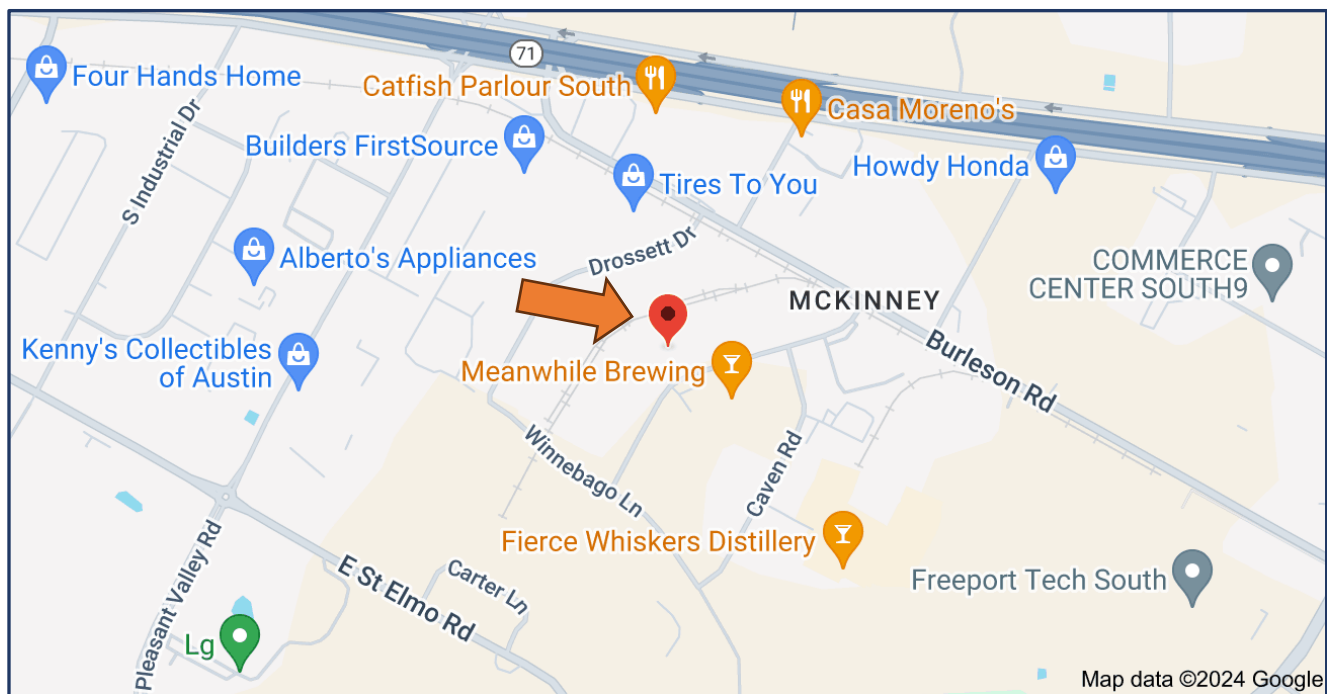 71
Four Hands Home
Catfish Parlour South
Casa Moreno's
S Industrial Dr
Builders FirstSource
Tires To You
Howdy Honda
Alberto's Appliances
Drossett Dr
COMMERCE
CENTER SOUTH9
MCKINNEY
Kenny's Collectibles
of Austin
Meanwhile Brewing
Burleson Rd
Winnebago Ln
Caven Rd
Fierce Whiskers Distillery
Pleasant Valley Rd
E St Elmo Rd
Carter Ln
Freeport Tech South
Lg
Map data ©2024 Google